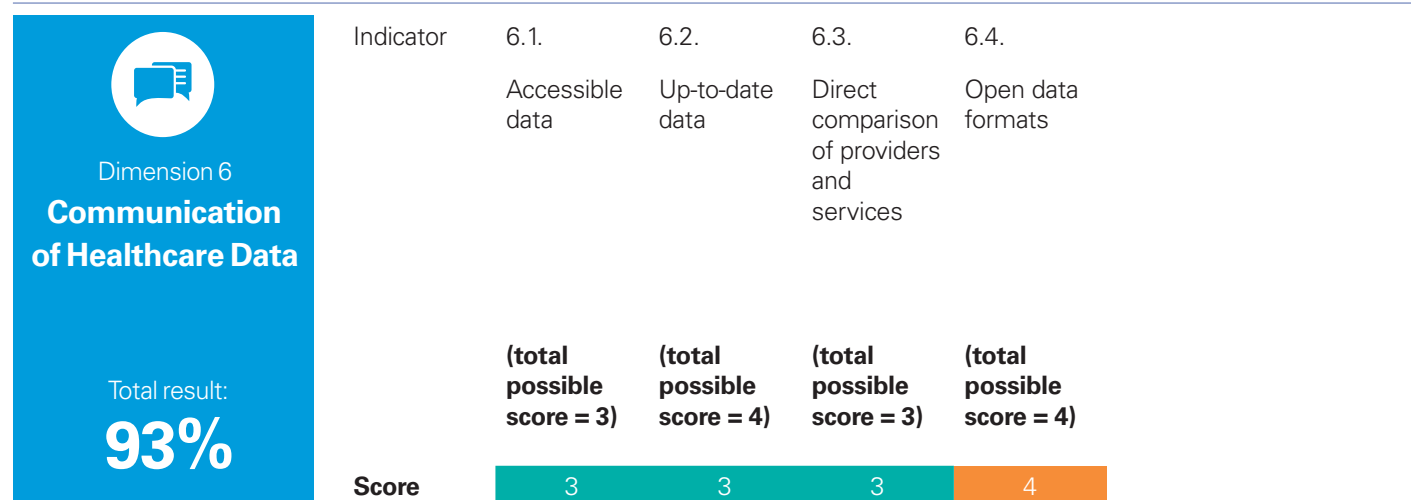 Dimension 6
Communication
of Healthcare Data
Total result:
93%
Indicator 6.1. 6.2. 6.3. 6.4.
Accessible Up-to-date Direct Open data
data data comparison formats
of providers
and
services
(total (total (total (total
possible possible possible possible
score = 3) score = 4) score = 3) score = 4)
Score 3 3 3 4